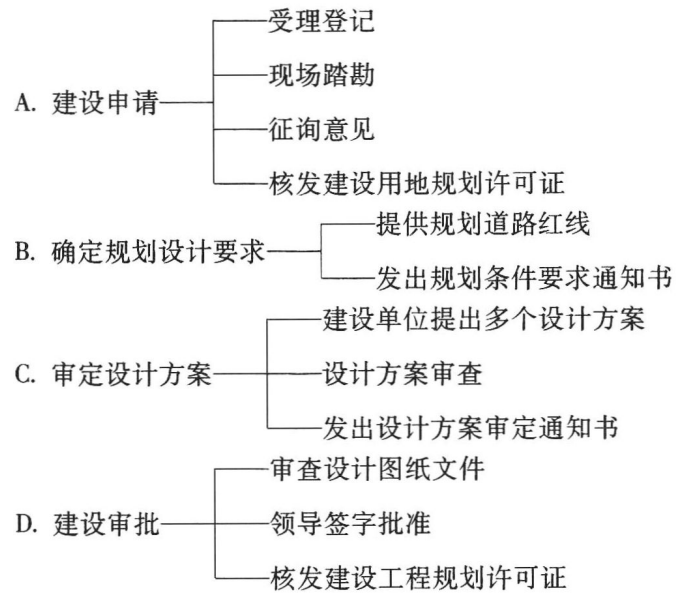 受理登记
现场踏勘
A. 建设申请
征询意见
核发建设用地规划许可证
提供规划道路红线
B. 确定规划设计要求
发出规划条件要求通知书
建设单位提出多个设计方案
C. 审定设计方案
设计方案审查
发出设计方案审定通知书
审查设计图纸文件
D. 建设审批
领导签字批准
核发建设工程规划许可证